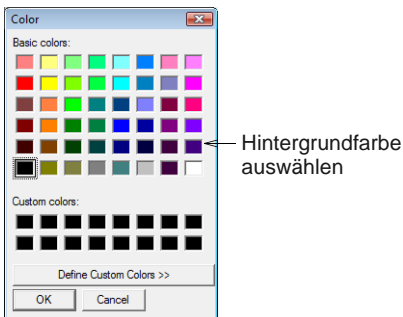 Color
Basic colors:
Hintergrundfarbe
auswählen
Custom colors:
Define Custom Colors >>
OK
Cancel